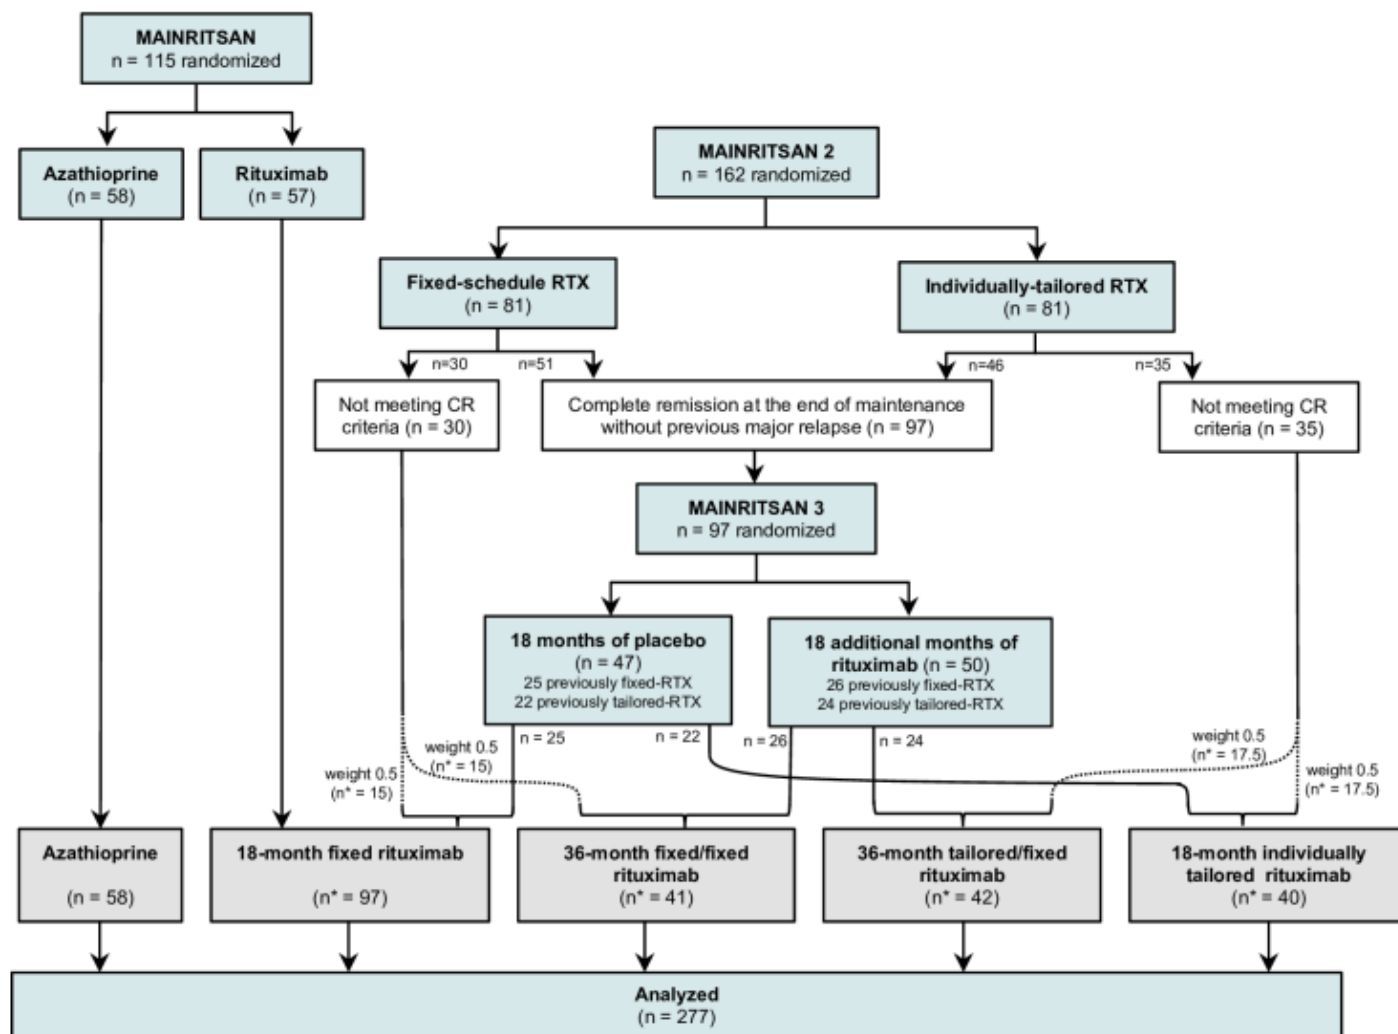 MAINRITSAN
n = 115 randomized
Azathioprine
(n = 58)
Rituximab
(n = 57)
MAINRITSAN 2
n = 162 randomized
Fixed-schedule RTX
(n = 81)
Individually-tailored RTX
(n = 81)
n=30
n=51
n=46
n=35
Not meeting CR
criteria (n = 30)
Complete remission at the end of maintenance
without previous major relapse (n = 97)
Not meeting CR
criteria (n = 35)
MAINRITSAN 3
n = 97 randomized
18 months of placebo
(n = 47)
25 previously fixed-RTX
22 previously tailored-RTX
18 additional months of
rituximab (n = 50)
26 previously fixed-RTX
24 previously tailored-RTX
n = 25
n = 22
n = 26
n = 24
weight 0.5
(n* = 15)
weight 0.5
(n* = 15)
weight 0.5
(n* = 17.5)
weight 0.5
(n* = 17.5)
Azathioprine
(n = 58)
18-month fixed rituximab
(n* = 97)
36-month fixed/fixed
rituximab
(n* = 41)
36-month tailored/fixed
rituximab
(n* = 42)
18-month individually
tailored rituximab
(n* = 40)
Analyzed
(n = 277)